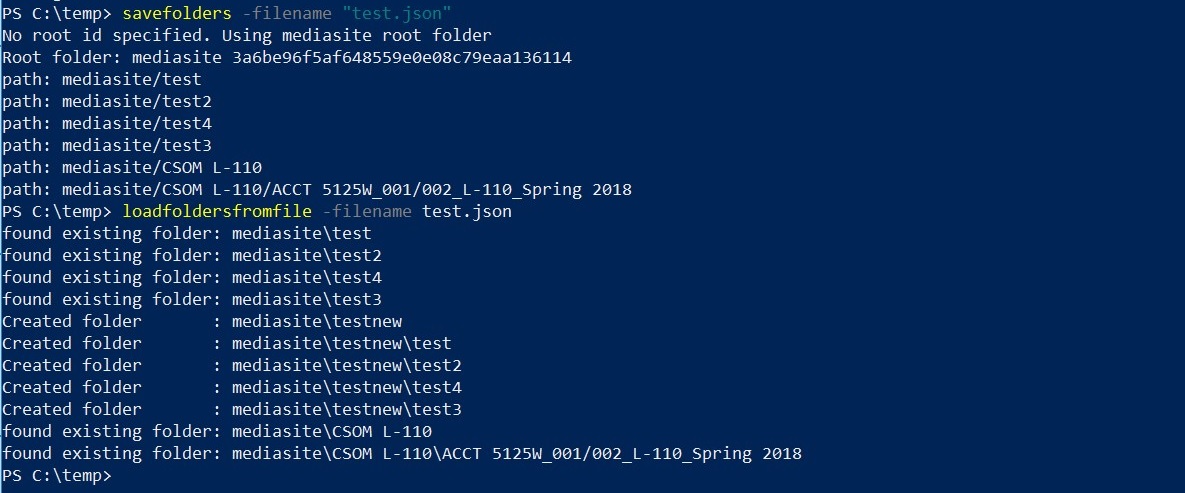 PS C:\temp> savefolders -filename "test.json"
No root id specified. Using mediasite root folder
Root folder: mediasite 3a6be96f5af648559e0e08c79eaa136114
path: mediasite/test
path: mediasite/test2
path: mediasite/test4
path: mediasite/test3
path: mediasite/CSOM L-110
path: mediasite/CSOM L-110/ACCT 5125W_001/002_L-110_Spring 2018
PS C:\temp> loadfoldersfromfile -filename test.json
found existing folder: mediasite\test
found existing folder: mediasite\test2
found existing folder: mediasite\test4
found existing folder: mediasite\test3
Created folder       : mediasite\testnew
Created folder       : mediasite\testnew\test
Created folder       : mediasite\testnew\test2
Created folder       : mediasite\testnew\test4
Created folder       : mediasite\testnew\test3
found existing folder: mediasite\CSOM L-110
found existing folder: mediasite\CSOM L-110\ACCT 5125W_001/002_L-110_Spring 2018
PS C:\temp>